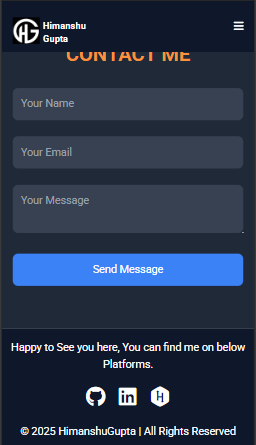 Himanshu
Gupta
CONTACT ME
Your Name
Your Email
Your Message
Send Message
Happy to See you here, You can find me on below
Platforms.
© 2025 HimanshuGupta | All Rights Reserved